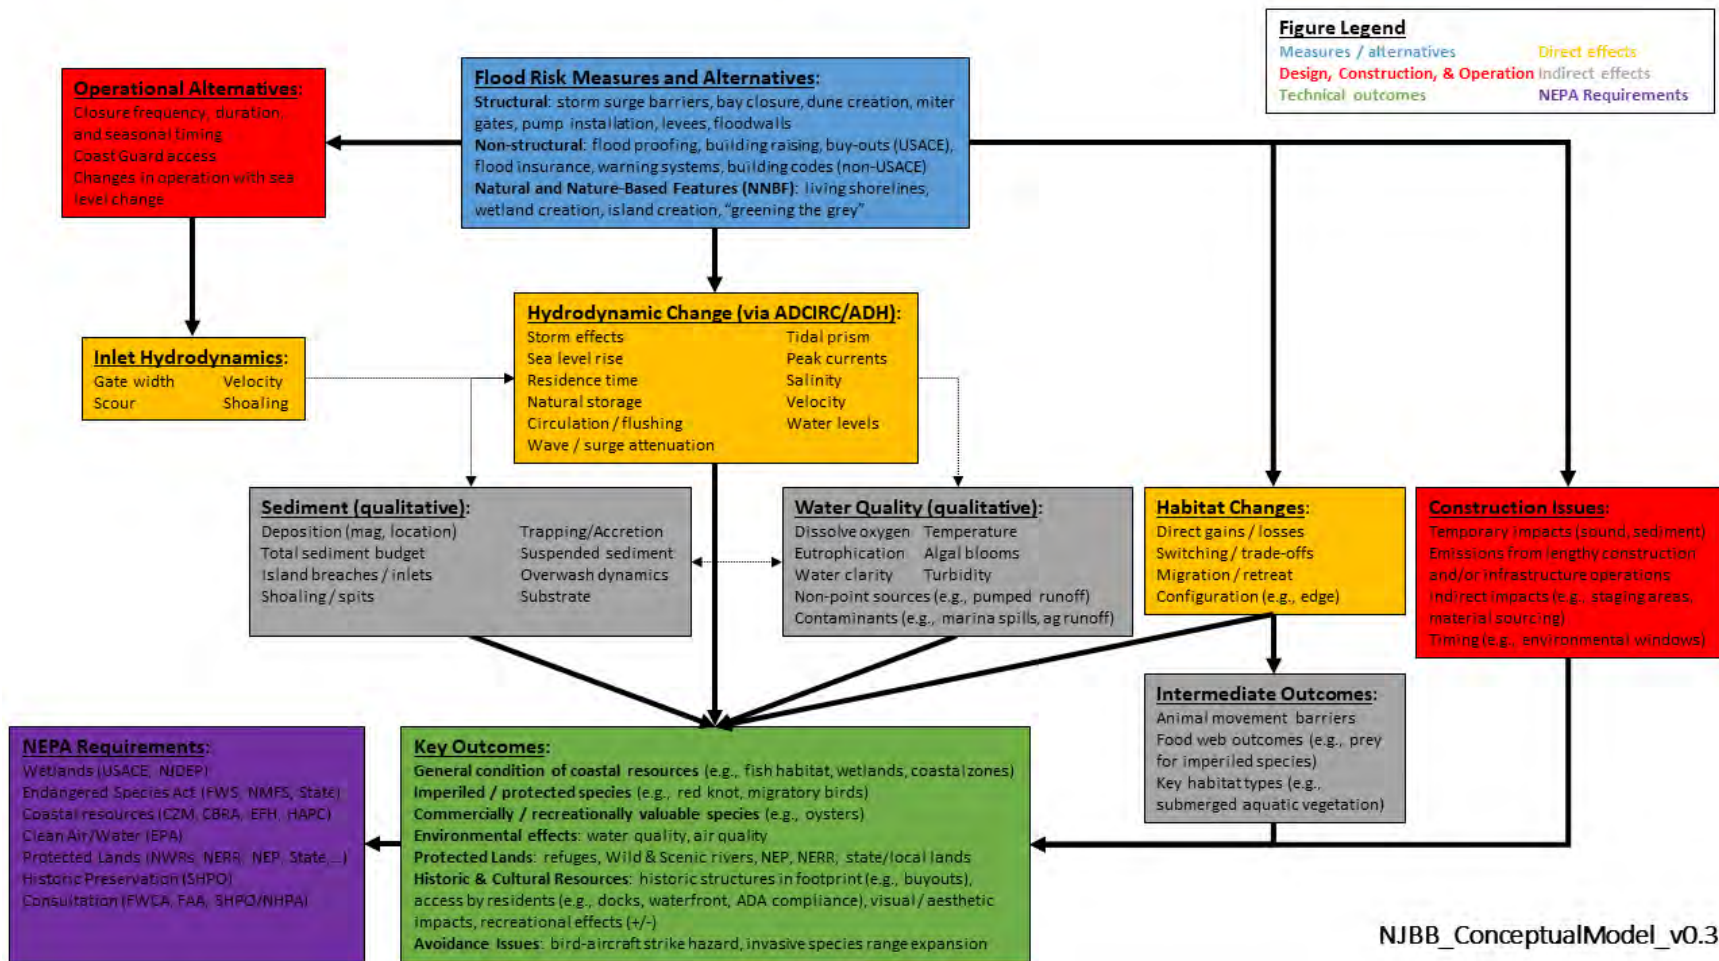 Figure Legend
Measures / alternatives
Direct effects
Design, Construction, & Operation
Indirect effects
Technical outcomes
NEPA Requirements
Operational Alternatives:
Closure frequency, duration,
and seasonal timing
Coast Guard access
Changes in operation with sea
level change
Flood Risk Measures and Alternatives:
Structural: storm surge barriers, bay closure, dune creation, miter
gates, pump installation, levees, floodwalls
Non-structural: flood proofing, building raising, buy-outs (USACE),
flood insurance, warning systems, building codes (non-USACE)
Natural and Nature-Based Features (NNBF): living shorelines,
wetland creation, island creation, "greening the grey"
Inlet Hydrodynamics:
Gate width Velocity
Scour Shoaling
Hydrodynamic Change (via ADCIRC/ADH):
Storm effects Tidal prism
Sea level rise Peak currents
Residence time Salinity
Natural storage Velocity
Circulation / flushing Water levels
Wave / surge attenuation
Sediment (qualitative):
Deposition (mag, location) Trapping/Accretion
Total sediment budget Suspended sediment
Island breaches / inlets Overwash dynamics
Shoaling / spits Substrate
Water Quality (qualitative):
Dissolve oxygen Temperature
Eutrophication Algal blooms
Water clarity Turbidity
Non-point sources (e.g., pumped runoff)
Contaminants (e.g., marina spills, ag runoff)
Habitat Changes:
Direct gains / losses
Switching / trade-offs
Migration / retreat
Configuration (e.g., edge)
Construction Issues:
Temporary impacts (sound, sediment)
Emissions from lengthy construction
and/or infrastructure operations
Indirect impacts (e.g., staging areas,
material sourcing)
Timing (e.g., environmental windows)
Intermediate Outcomes:
Animal movement barriers
Food web outcomes (e.g., prey
for imperiled species)
Key habitat types (e.g.,
submerged aquatic vegetation)
NEPA Requirements:
Wetlands (USACE, NJDEP)
Endangered Species Act (FWS, NMFS, State)
Coastal resources (CZM, CBRA, EFH, HAPC)
Clean Air/Water (EPA)
Protected Lands (NWRs, NERR, NEP, State,...)
Historic Preservation (SHPO)
Consultation (FWCA, FAA, SHPO/NHPA)
Key Outcomes:
General condition of coastal resources (e.g., fish habitat, wetlands, coastal zones)
Imperiled / protected species (e.g., red knot, migratory birds)
Commercially / recreationally valuable species (e.g., oysters)
Environmental effects: water quality, air quality
Protected Lands: refuges, Wild & Scenic rivers, NEP, NERR, state/local lands
Historic & Cultural Resources: historic structures in footprint (e.g., buyouts),
access by residents (e.g., docks, waterfront, ADA compliance), visual / aesthetic
impacts, recreational effects (+/-)
Avoidance Issues: bird-aircraft strike hazard, invasive species range expansion
NJBB_ConceptualModel_v0.3